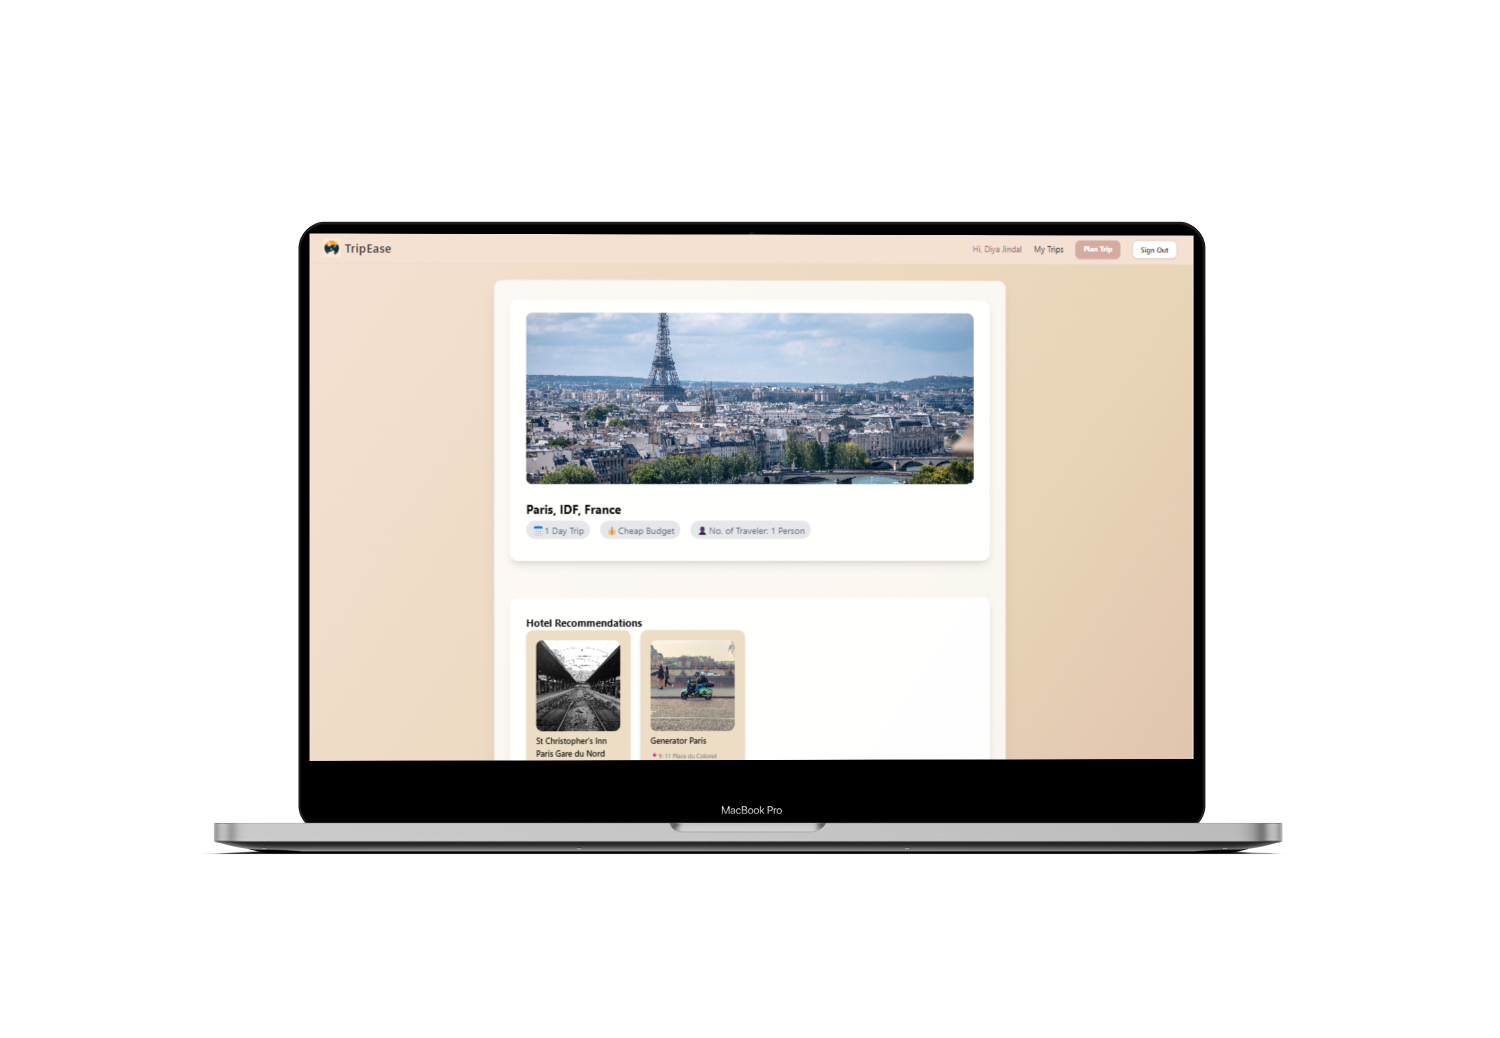 TripEase
Hi, Diya Jindal My Trips Plan Trip Sign Out
Paris, IDF, France
1 Day Trip Cheap Budget No. of Traveler: 1 Person
Hotel Recommendations
St Christopher's Inn
Paris Gare du Nord
Generator Paris
9-11 Place du Colonel
MacBook Pro